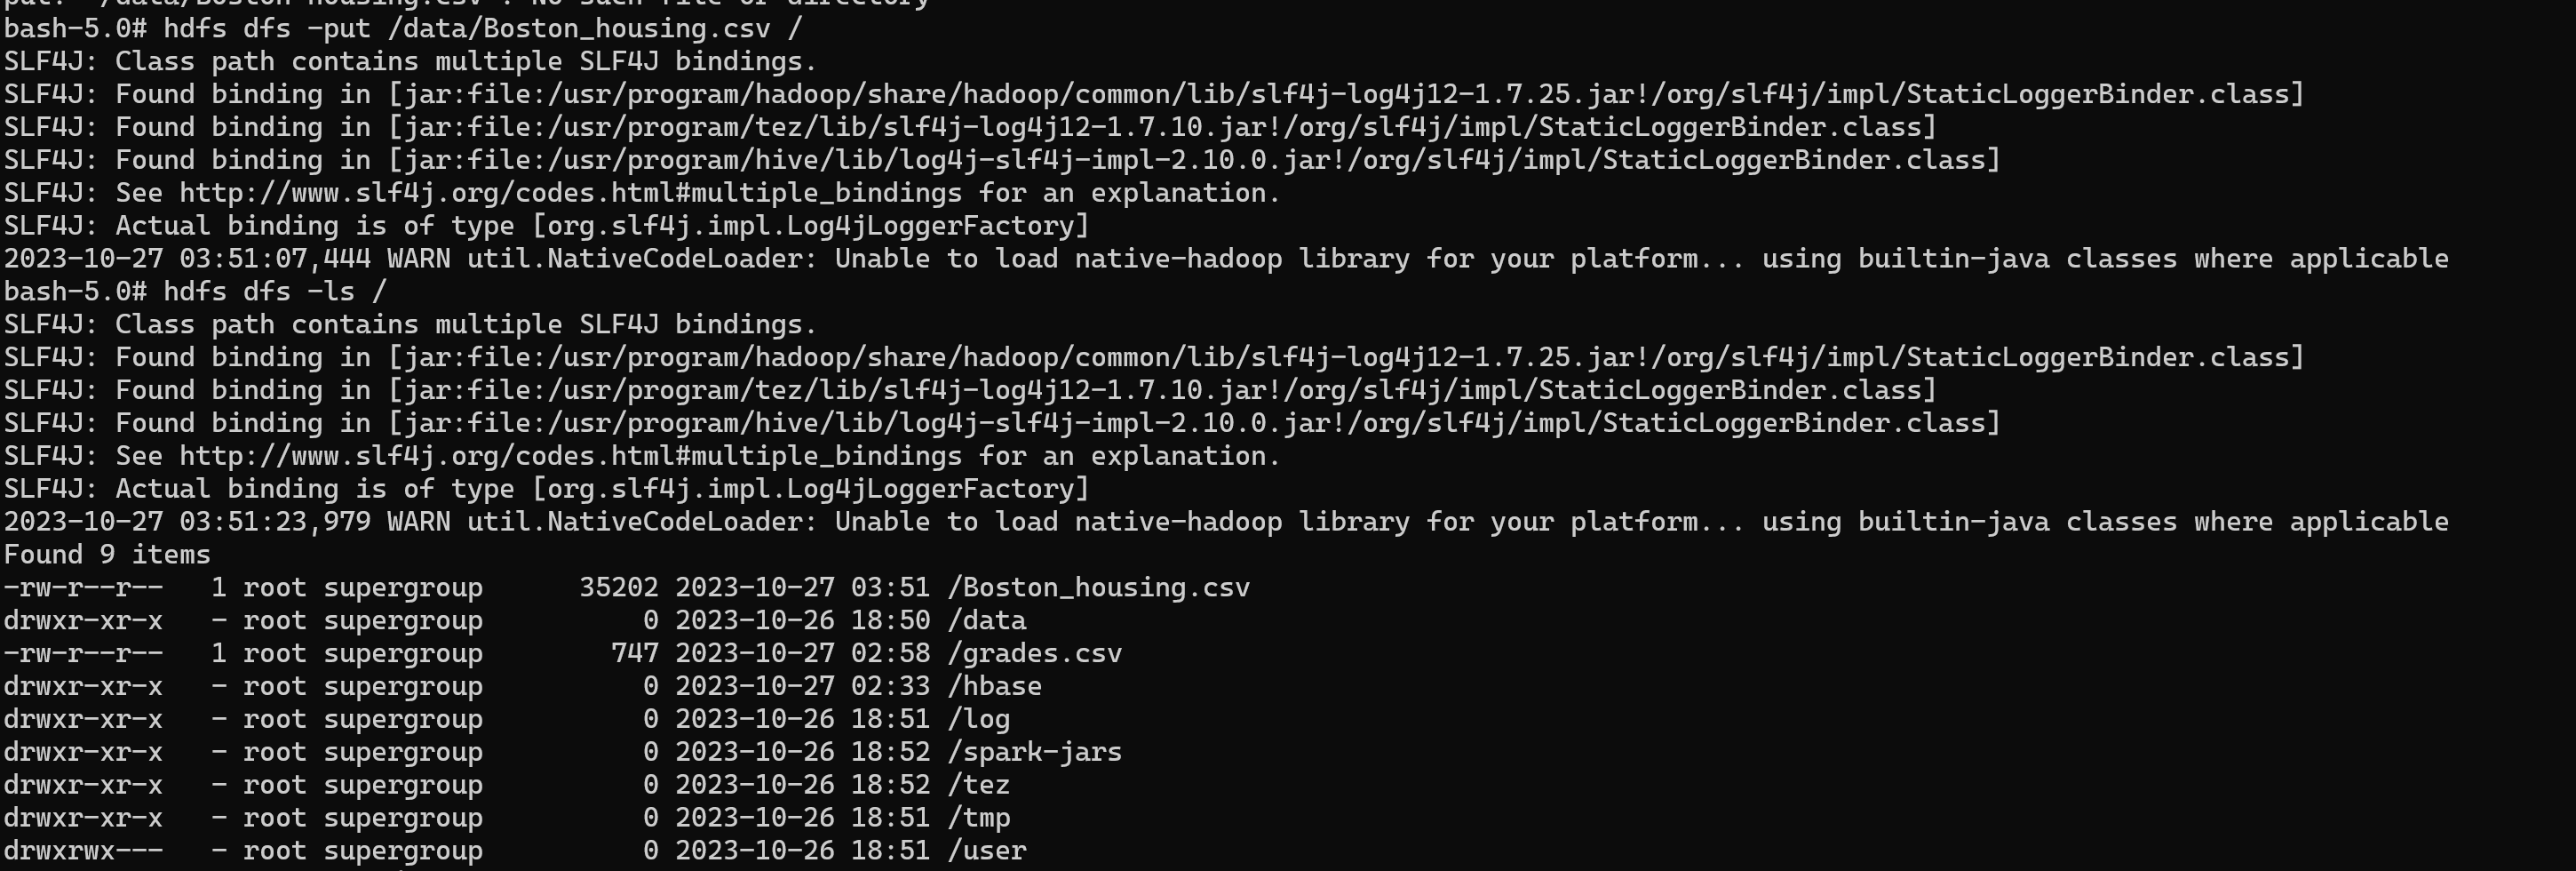 put: `/data/Boston housing.csv': No such file or directory
bash-5.0# hdfs dfs -put /data/Boston_housing.csv /
SLF4J: Class path contains multiple SLF4J bindings.
SLF4J: Found binding in [jar:file:/usr/program/hadoop/share/hadoop/common/lib/slf4j-log4j12-1.7.25.jar!/org/slf4j/impl/StaticLoggerBinder.class]
SLF4J: Found binding in [jar:file:/usr/program/tez/lib/slf4j-log4j12-1.7.10.jar!/org/slf4j/impl/StaticLoggerBinder.class]
SLF4J: Found binding in [jar:file:/usr/program/hive/lib/log4j-slf4j-impl-2.10.0.jar!/org/slf4j/impl/StaticLoggerBinder.class]
SLF4J: See http://www.slf4j.org/codes.html#multiple_bindings for an explanation.
SLF4J: Actual binding is of type [org.slf4j.impl.Log4jLoggerFactory]
2023-10-27 03:51:07,444 WARN util.NativeCodeLoader: Unable to load native-hadoop library for your platform... using builtin-java classes where applicable
bash-5.0# hdfs dfs -ls /
SLF4J: Class path contains multiple SLF4J bindings.
SLF4J: Found binding in [jar:file:/usr/program/hadoop/share/hadoop/common/lib/slf4j-log4j12-1.7.25.jar!/org/slf4j/impl/StaticLoggerBinder.class]
SLF4J: Found binding in [jar:file:/usr/program/tez/lib/slf4j-log4j12-1.7.10.jar!/org/slf4j/impl/StaticLoggerBinder.class]
SLF4J: Found binding in [jar:file:/usr/program/hive/lib/log4j-slf4j-impl-2.10.0.jar!/org/slf4j/impl/StaticLoggerBinder.class]
SLF4J: See http://www.slf4j.org/codes.html#multiple_bindings for an explanation.
SLF4J: Actual binding is of type [org.slf4j.impl.Log4jLoggerFactory]
2023-10-27 03:51:23,979 WARN util.NativeCodeLoader: Unable to load native-hadoop library for your platform... using builtin-java classes where applicable
Found 9 items
-rw-r--r--   1 root supergroup      35202 2023-10-27 03:51 /Boston_housing.csv
drwxr-xr-x   - root supergroup          0 2023-10-26 18:50 /data
-rw-r--r--   1 root supergroup        747 2023-10-27 02:58 /grades.csv
drwxr-xr-x   - root supergroup          0 2023-10-27 02:33 /hbase
drwxr-xr-x   - root supergroup          0 2023-10-26 18:51 /log
drwxr-xr-x   - root supergroup          0 2023-10-26 18:52 /spark-jars
drwxr-xr-x   - root supergroup          0 2023-10-26 18:52 /tez
drwxr-xr-x   - root supergroup          0 2023-10-26 18:51 /tmp
drwxrwx---   - root supergroup          0 2023-10-26 18:51 /user